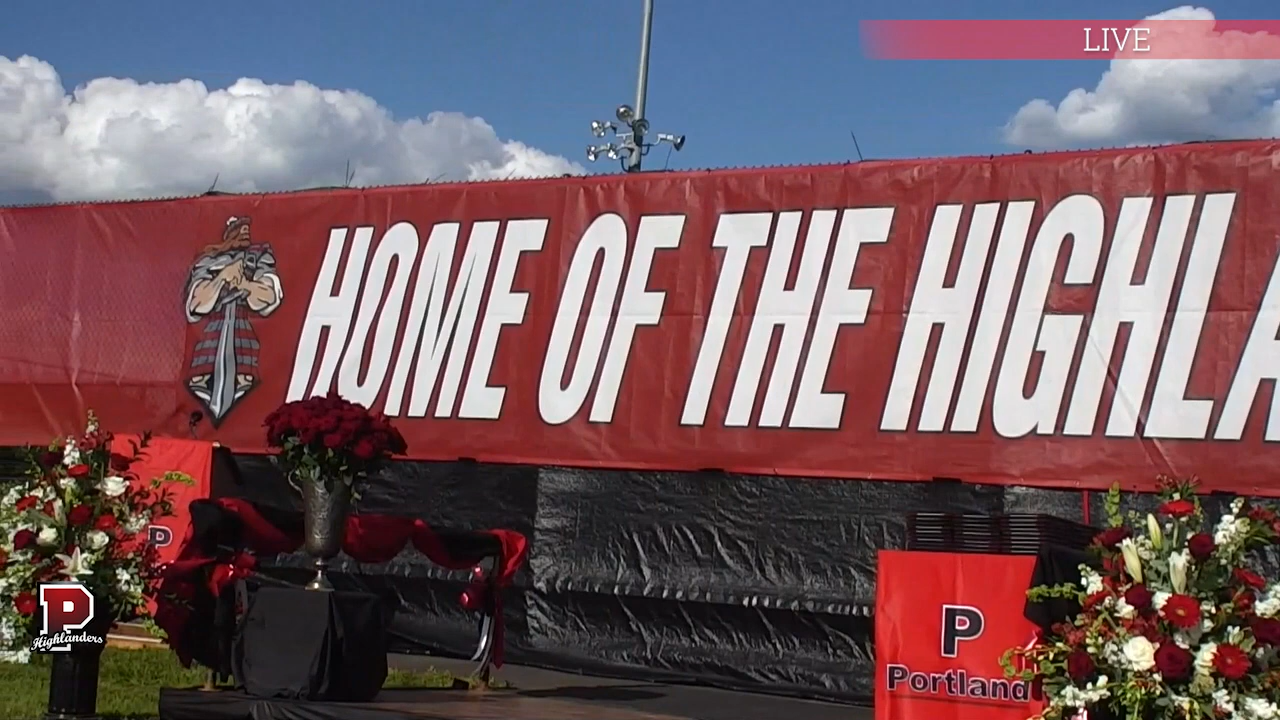 LIVE
HOME OF THE HIGHLA
P
P
Highlanders
P
Portland